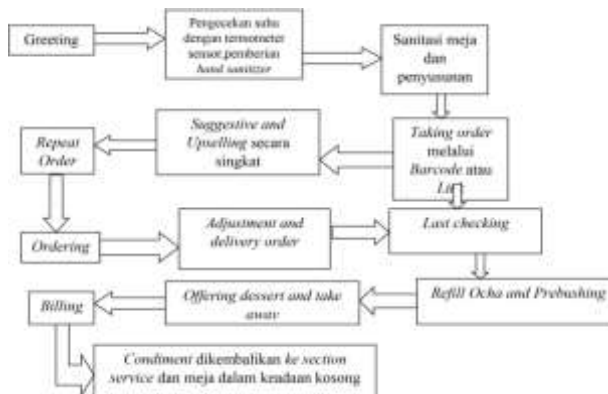 Greeting
Pengecekan suhu
dengan termometer
sensor,pemberian
hand sanitizer
Sanitasi meja
dan
penyusunan
Taking order
melalui
Barcode atau
Suggestive and
Upselling secara
singkat
Repeat
Order
Ordering
Adjustment and
delivery order
Last checking
Refill Ocha and Prebushing
Offering dessert and take
away
Billing
Condiment dikembalikan ke section
service dan meja dalam keadaan kosong